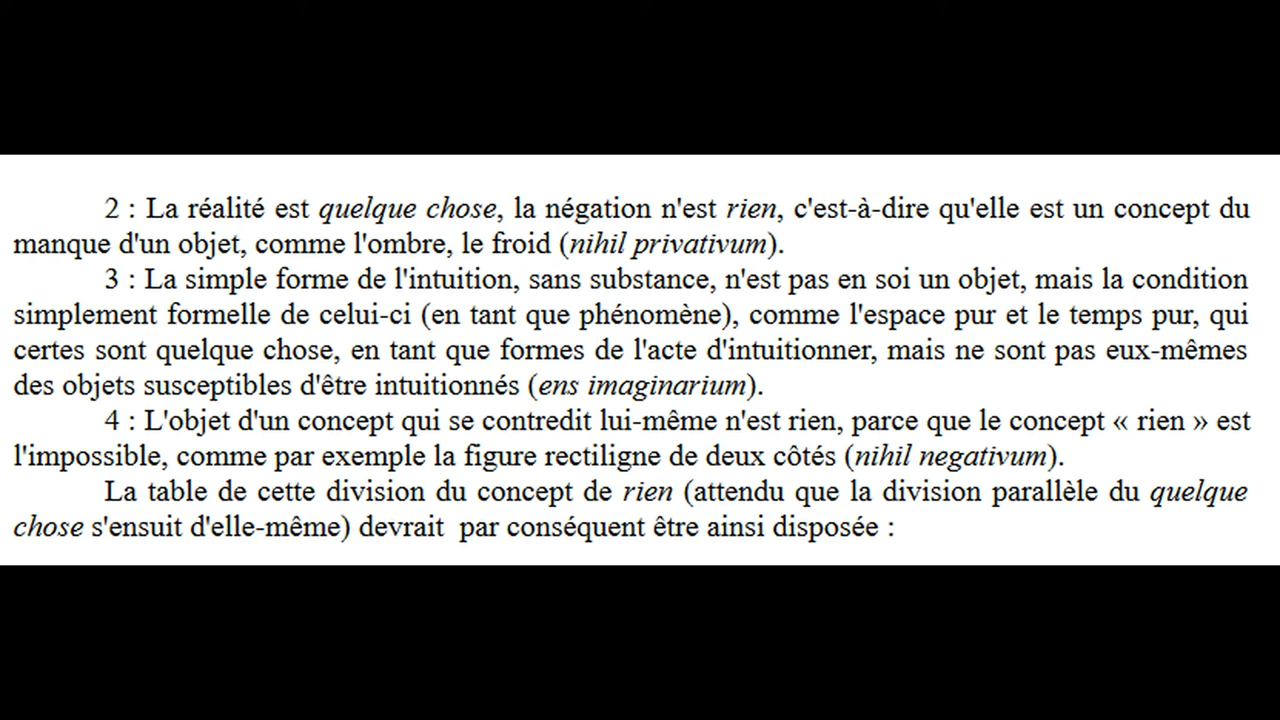 2 : La réalité est quelque chose, la négation n'est rien, c'est-à-dire qu'elle est un concept du
manque d'un objet, comme l'ombre, le froid (nihil privativum).
3 : La simple forme de l'intuition, sans substance, n'est pas en soi un objet, mais la condition
simplement formelle de celui-ci (en tant que phénomène), comme l'espace pur et le temps pur, qui
certes sont quelque chose, en tant que formes de l'acte d'intuitionner, mais ne sont pas eux-mêmes
des objets susceptibles d'être intuitionnés (ens imaginarium).
4 : L'objet d'un concept qui se contredit lui-même n'est rien, parce que le concept « rien » est
l'impossible, comme par exemple la figure rectiligne de deux côtés (nihil negativum).
La table de cette division du concept de rien (attendu que la division parallèle du quelque
chose s'ensuit d'elle-même) devrait  par conséquent être ainsi disposée :